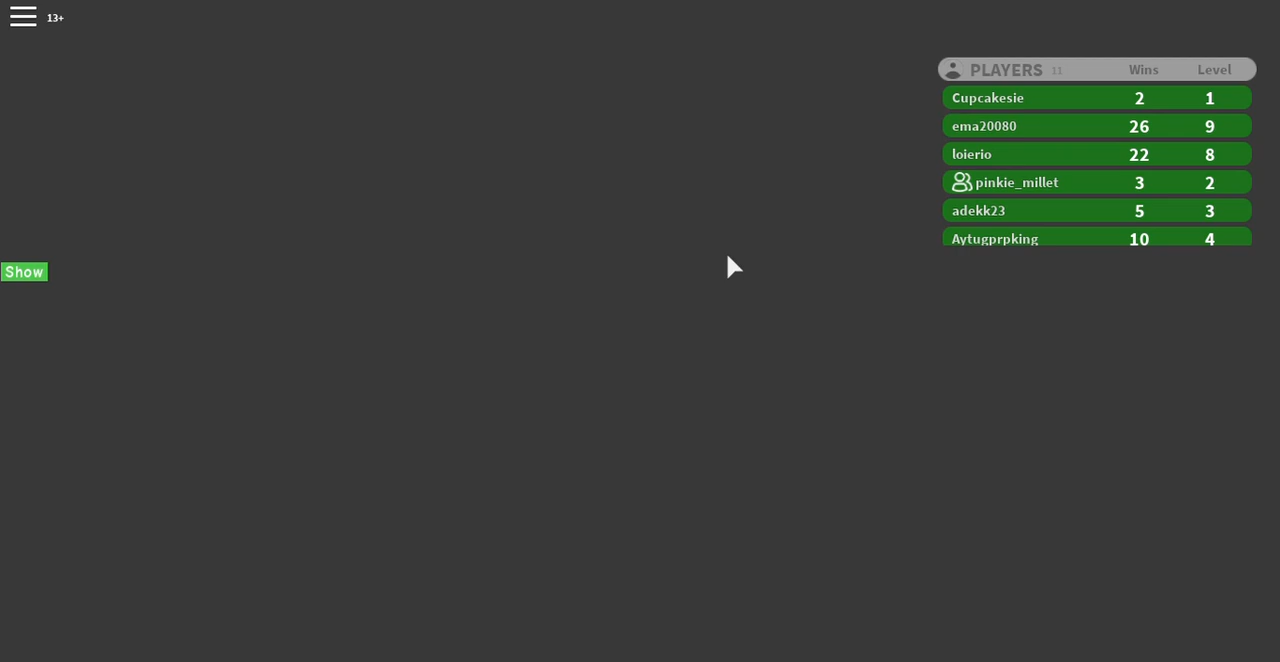 13+
PLAYERS 11 Wins Level
Cupcakesie 2 1
ema20080 26 9
loierio 22 8
pinkie_millet 3 2
adekk23 5 3
Aytugprpking 10 4
Show